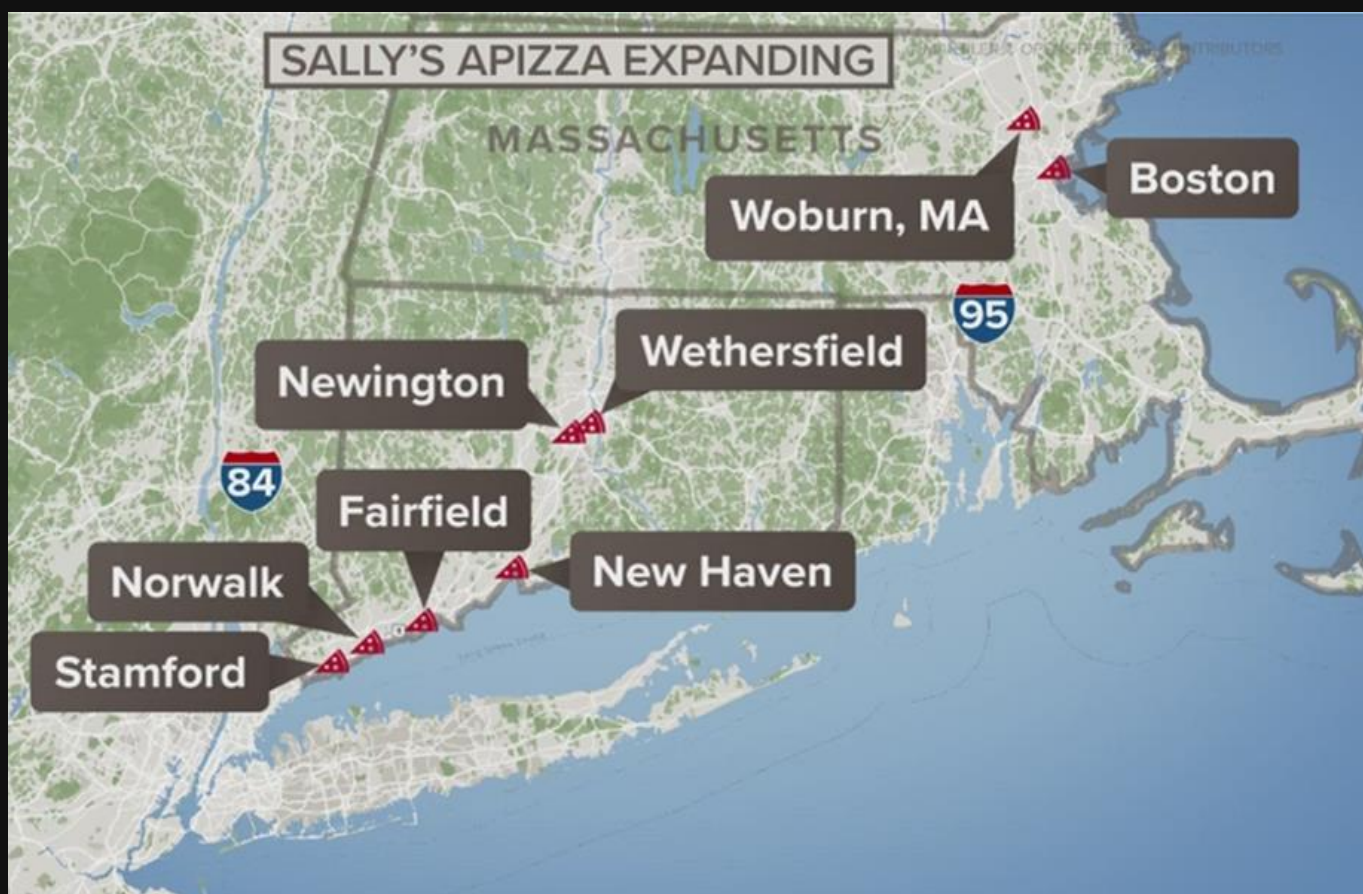 SALLY'S APIZZA EXPANDING
MASSACHUSETTS
Boston
Woburn, MA
95
Wethersfield
Newington
84
Fairfield
New Haven
Norwalk
Stamford